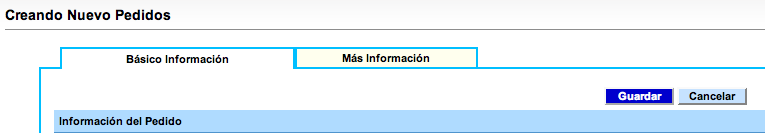 Creando Nuevo Pedidos
Básico Información Más Información
Guardar Cancelar
Información del Pedido